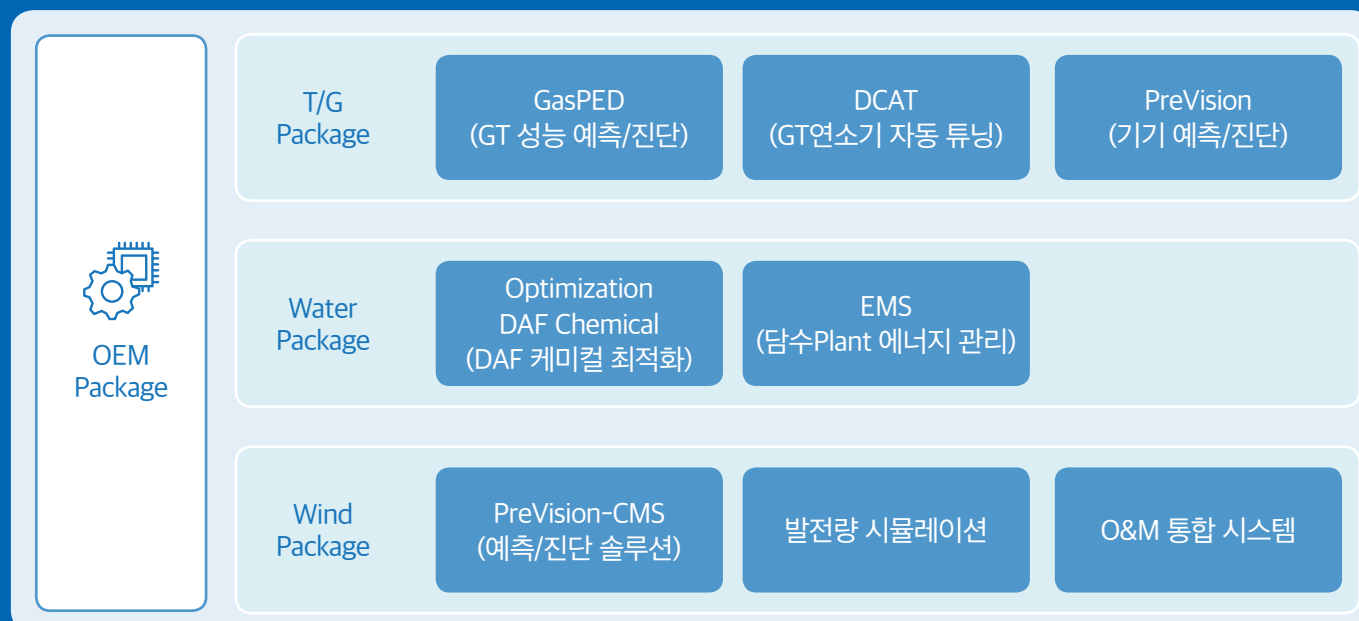 OEM
Package
T/G
Package
GasPED
(GT 성능 예측/진단)
DCAT
(GT연소기 자동 튜닝)
PreVision
(기기 예측/진단)
Water
Package
Optimization
DAF Chemical
(DAF 케미컬 최적화)
EMS
(담수Plant 에너지 관리)
Wind
Package
PreVision-CMS
(예측/진단 솔루션)
발전량 시뮬레이션
O&M 통합 시스템